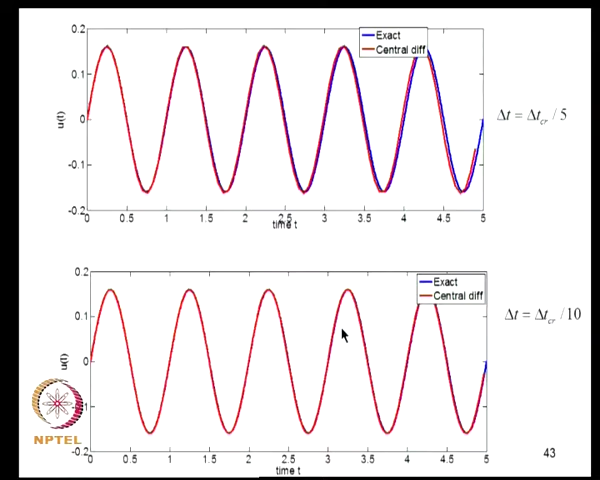 0.2
0.1
0
-0.1
-0.2
u(t)
Exact
Central diff
0 0.5 1 1.5 2 2.5 3 3.5 4 4.5 5
time t
Δt = Δt_cr / 5
0.2
0.1
0
-0.1
-0.2
u(t)
Exact
Central diff
0 0.5 1 1.5 2 2.5 3 3.5 4 4.5 5
time t
Δt = Δt_cr / 10
NPTEL
43